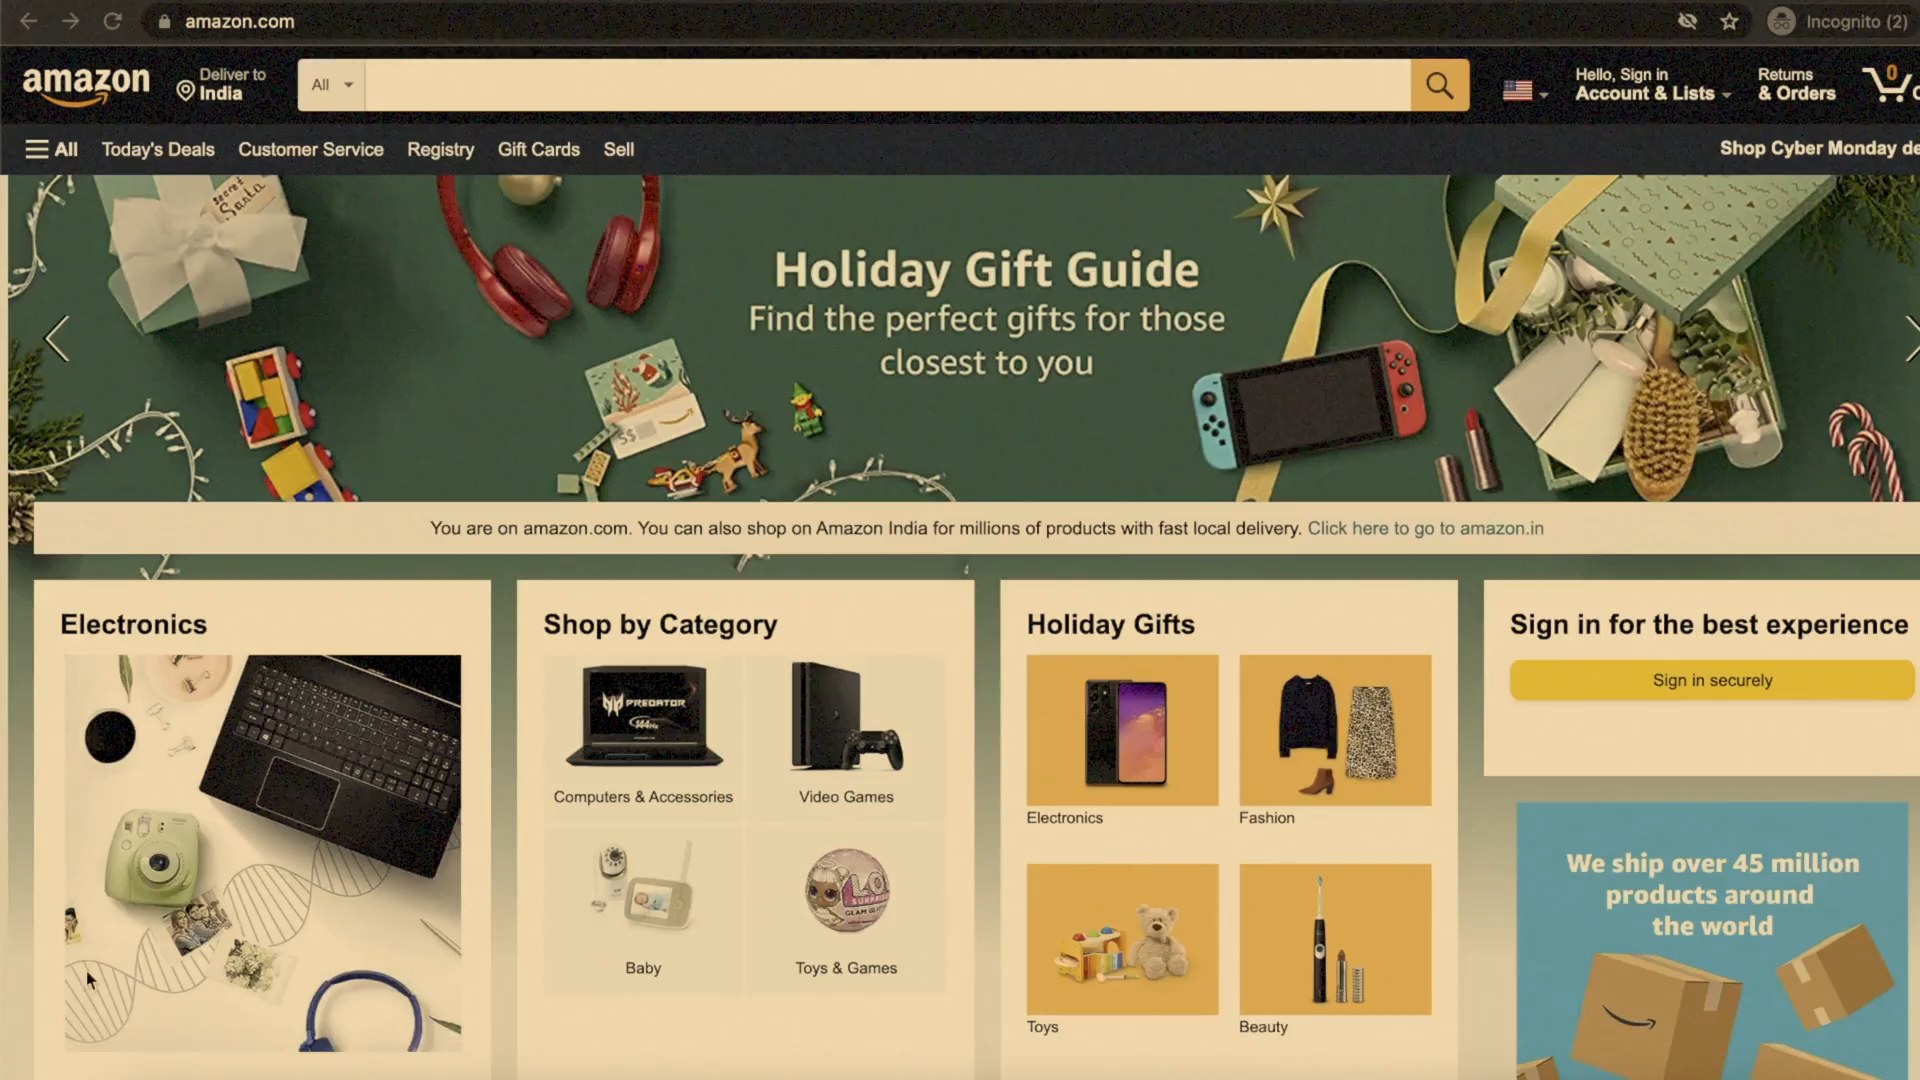 amazon.com
Incognito (2)
amazon
Deliver to
India
All
Hello, Sign in
Account & Lists
Returns
& Orders
0
All
Today's Deals
Customer Service
Registry
Gift Cards
Sell
Shop Cyber Monday de
Secret
Santa
Holiday Gift Guide
Find the perfect gifts for those
closest to you
S$
You are on amazon.com. You can also shop on Amazon India for millions of products with fast local delivery. Click here to go to amazon.in
Electronics
Shop by Category
PREDATOR
144Hz
Computers & Accessories
Video Games
Baby
L.O.L.
SURPRISE
Toys & Games
Holiday Gifts
Electronics
Fashion
Toys
Beauty
Sign in for the best experience
Sign in securely
We ship over 45 million
products around
the world